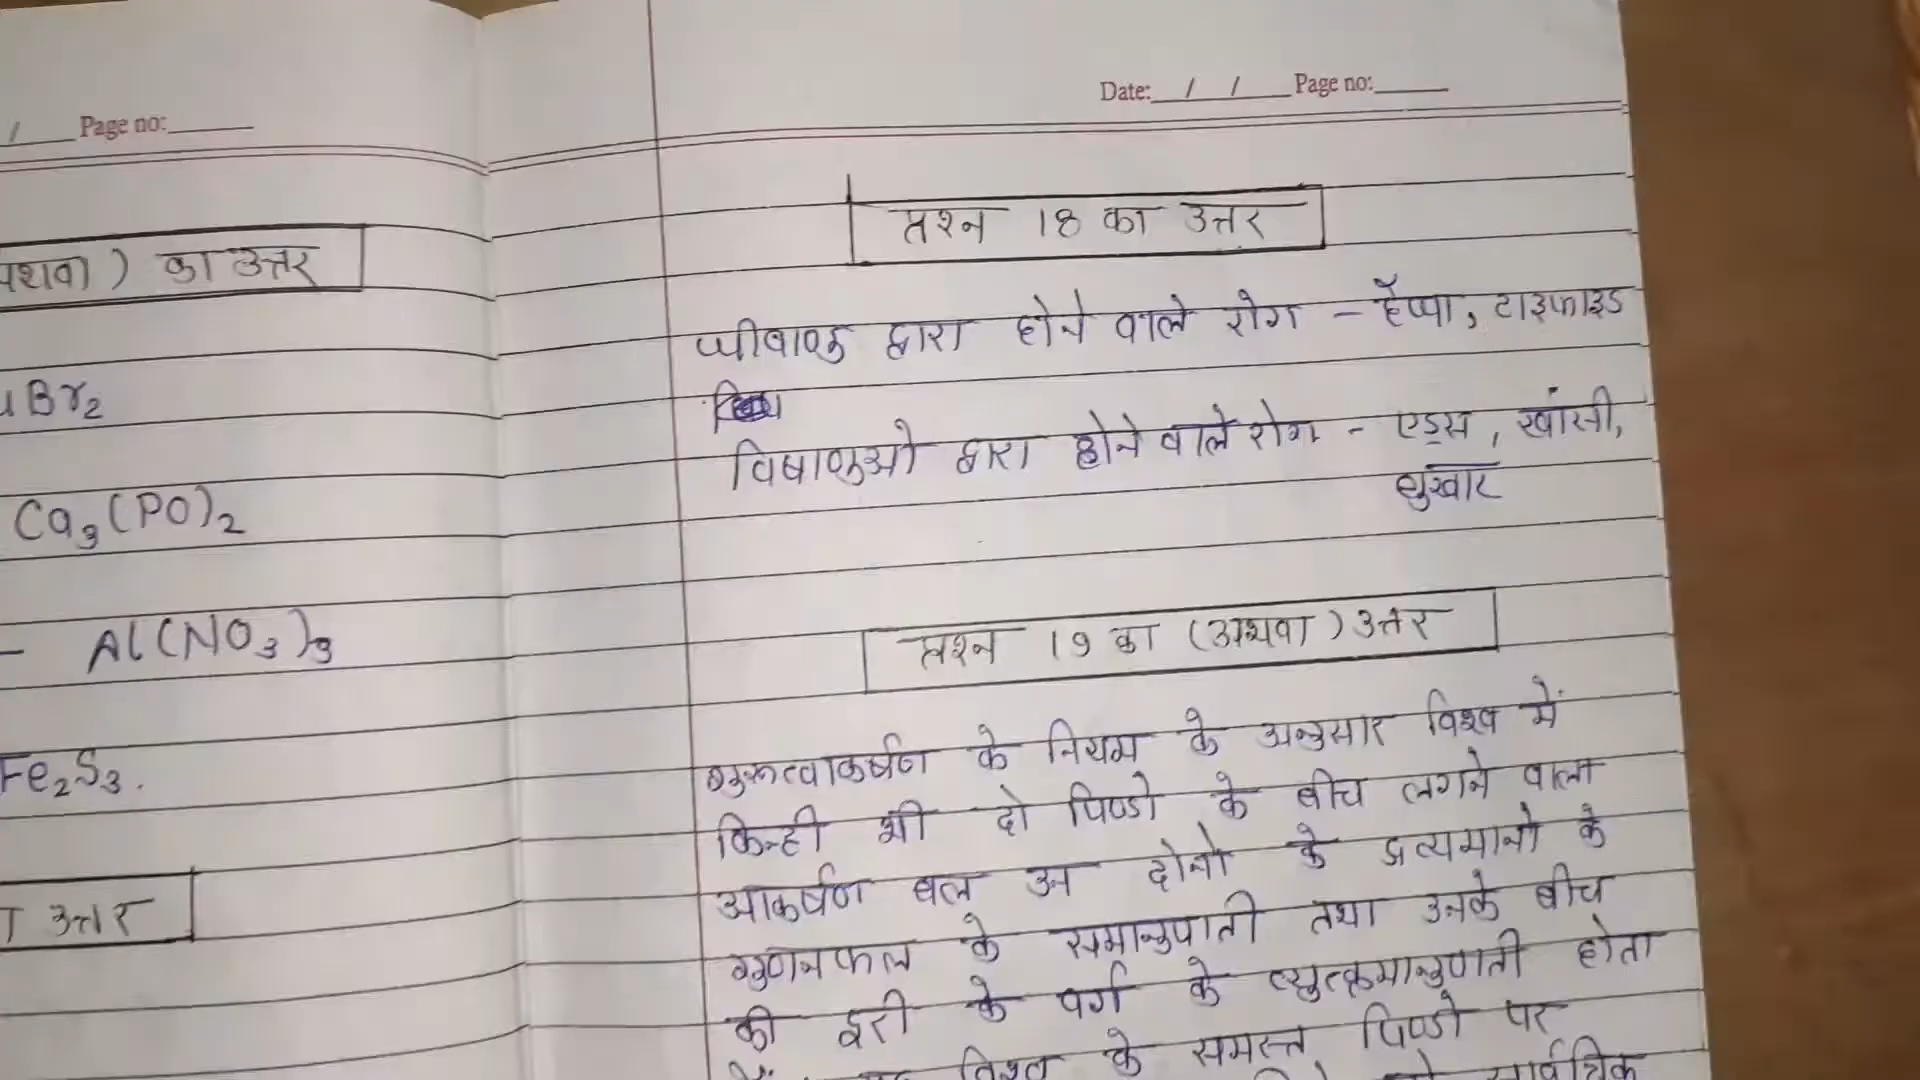 / Page no:
का उत्तर
Br₂
Ca₃(PO)₂
- Al(NO₃)₃
Fe₂S₃.
उत्तर
Date: / / Page no:
प्रश्न 18 का उत्तर
जीवाणु द्वारा होने वाले रोग - हैप्पा, टाइफाइड
विषाणुओ द्वारा होने वाले रोग - एड्स, खांसी,
बुखार
प्रश्न 19 का (अथवा) उत्तर
गुरूत्वाकर्षण के नियम के अनुसार विश्व में
किन्ही भी दो पिण्डो के बीच लगने वाला
आकर्षण बल उन दोनो के द्रव्यमानो के
गुणनफल के समानुपाती तथा उनके बीच
की दूरी के वर्ग के व्युत्क्रमानुपाती होता
विश्व के समस्त पिण्डो पर
सार्वत्रिक